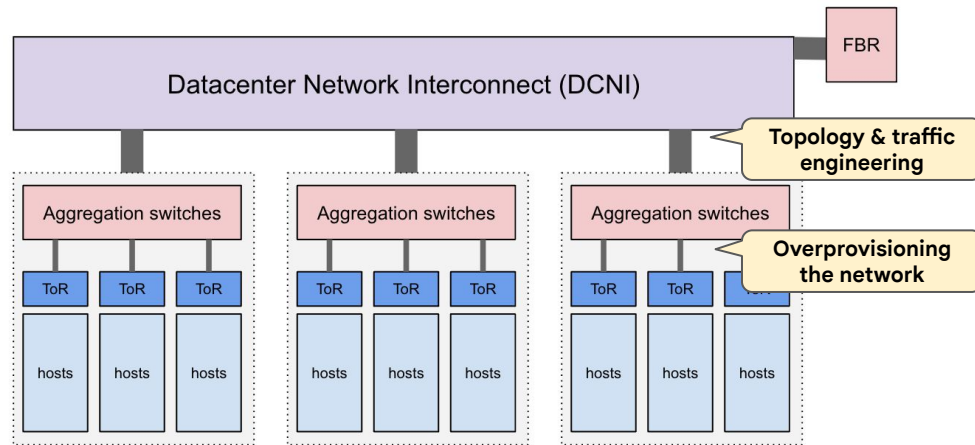 FBR
Datacenter Network Interconnect (DCNI)
Topology & traffic
engineering
Aggregation switches
Aggregation switches
Aggregation switches
Overprovisioning
the network
ToR
ToR
ToR
ToR
ToR
ToR
ToR
ToR
ToR
hosts
hosts
hosts
hosts
hosts
hosts
hosts
hosts
hosts